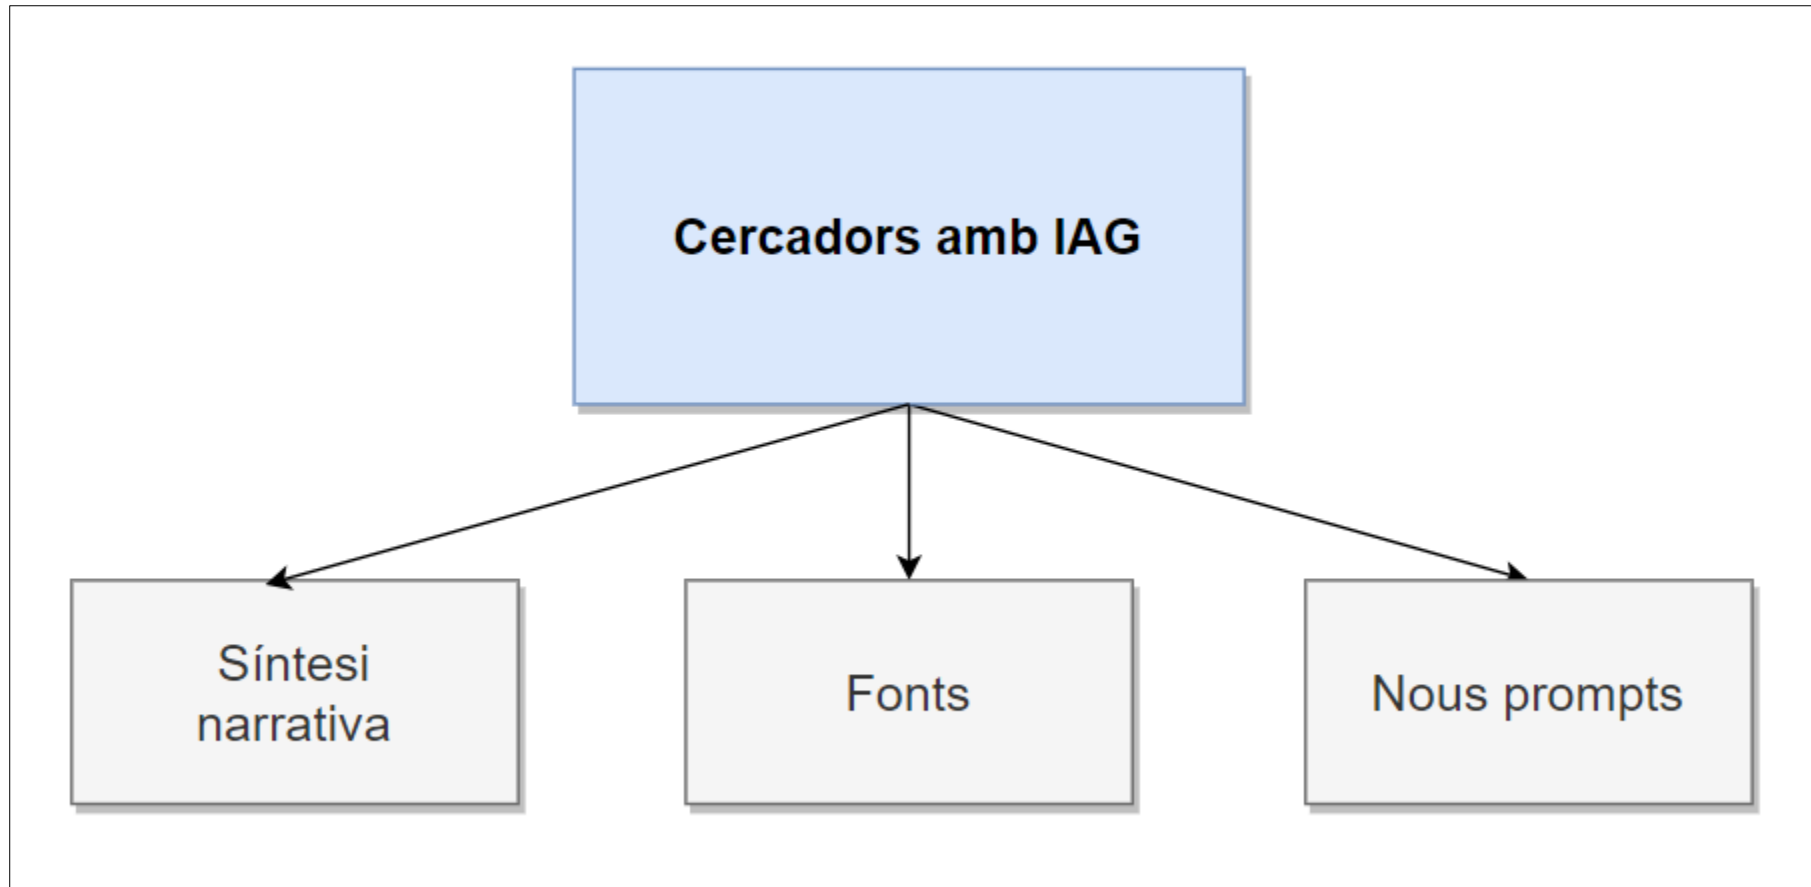 Cercadors amb IAG
Síntesi
narrativa
Fonts
Nous prompts